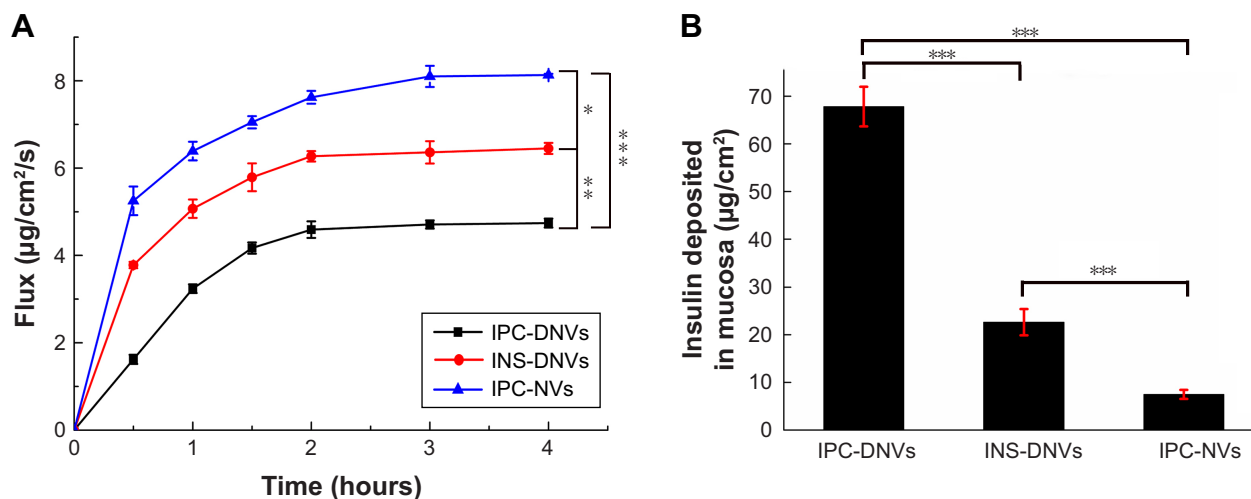 A
Flux (µg/cm²/s)
8
6
4
2
0
0 1 2 3 4
Time (hours)
IPC-DNVs
INS-DNVs
IPC-NVs
*
**
***
B
Insulin deposited
in mucosa (µg/cm²)
70
60
50
40
30
20
10
0
***
***
***
IPC-DNVs INS-DNVs IPC-NVs